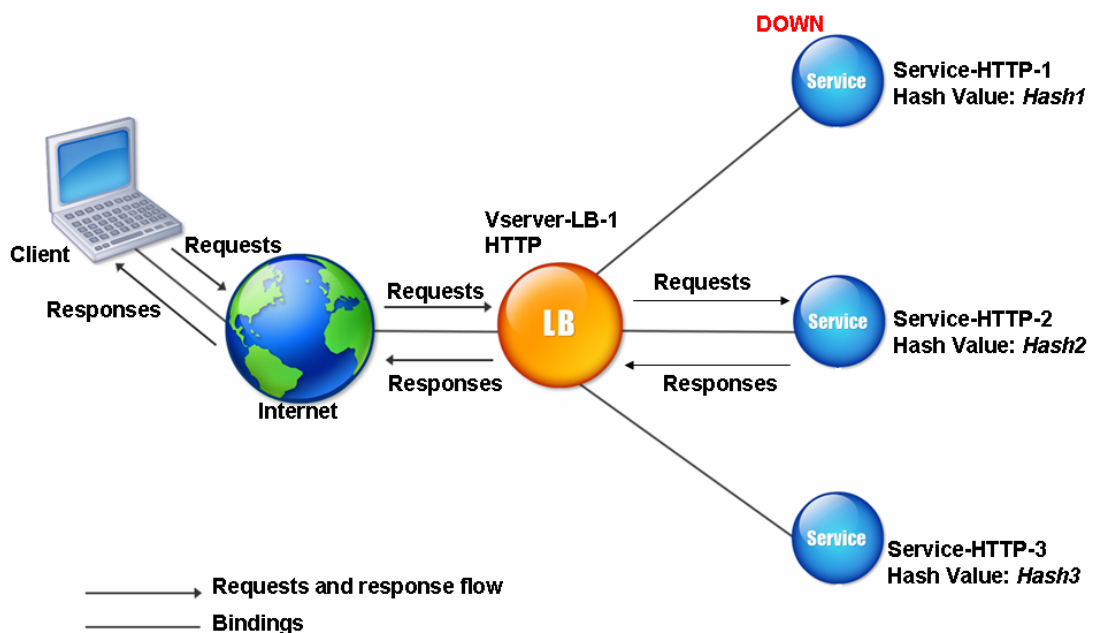 DOWN
Service
Service-HTTP-1
Hash Value: Hash1
Vserver-LB-1
HTTP
Client
Requests
Responses
Internet
Requests
Responses
LB
Requests
Responses
Service
Service-HTTP-2
Hash Value: Hash2
Service
Service-HTTP-3
Hash Value: Hash3
Requests and response flow
Bindings